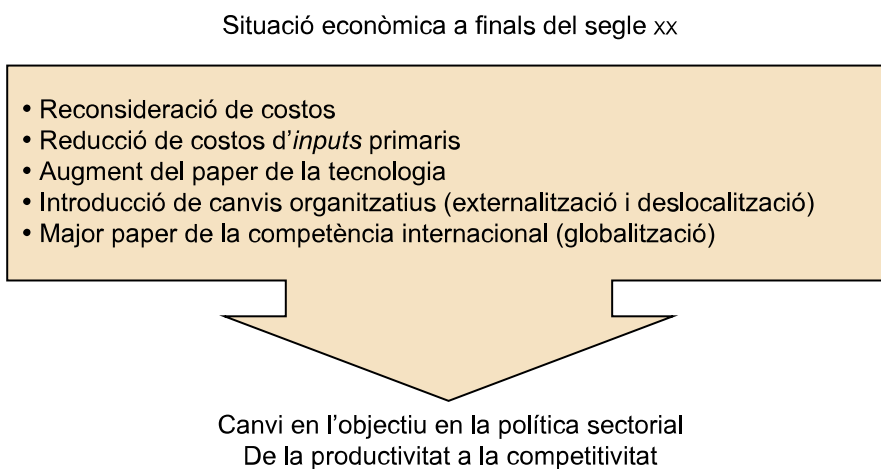 Situació econòmica a finals del segle XX
• Reconsideració de costos
• Reducció de costos d’inputs primaris
• Augment del paper de la tecnologia
• Introducció de canvis organitzatius (externalització i deslocalització)
• Major paper de la competència internacional (globalització)
Canvi en l’objectiu en la política sectorial
De la productivitat a la competitivitat